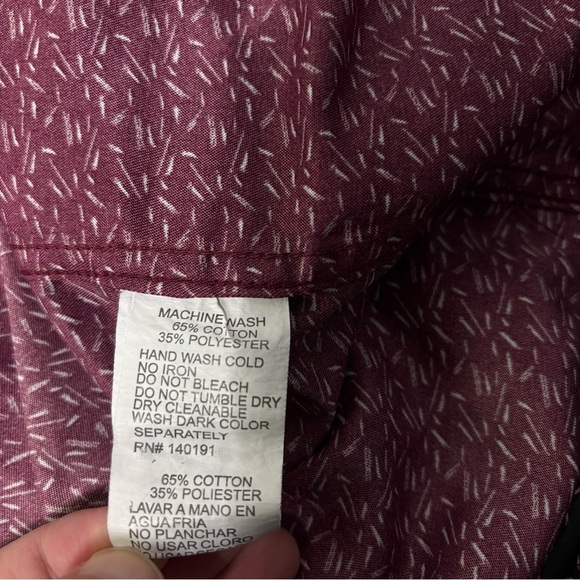 MACHINE WASH
65% COTTON
35% POLYESTER
HAND WASH COLD
NO IRON
DO NOT BLEACH
DO NOT TUMBLE DRY
DRY CLEANABLE
WASH DARK COLOR
SEPARATELY
RN# 140191
65% COTTON
35% POLIESTER
LAVAR A MANO EN
AGUAFRIA
NO PLANCHAR
NO USAR CLORO